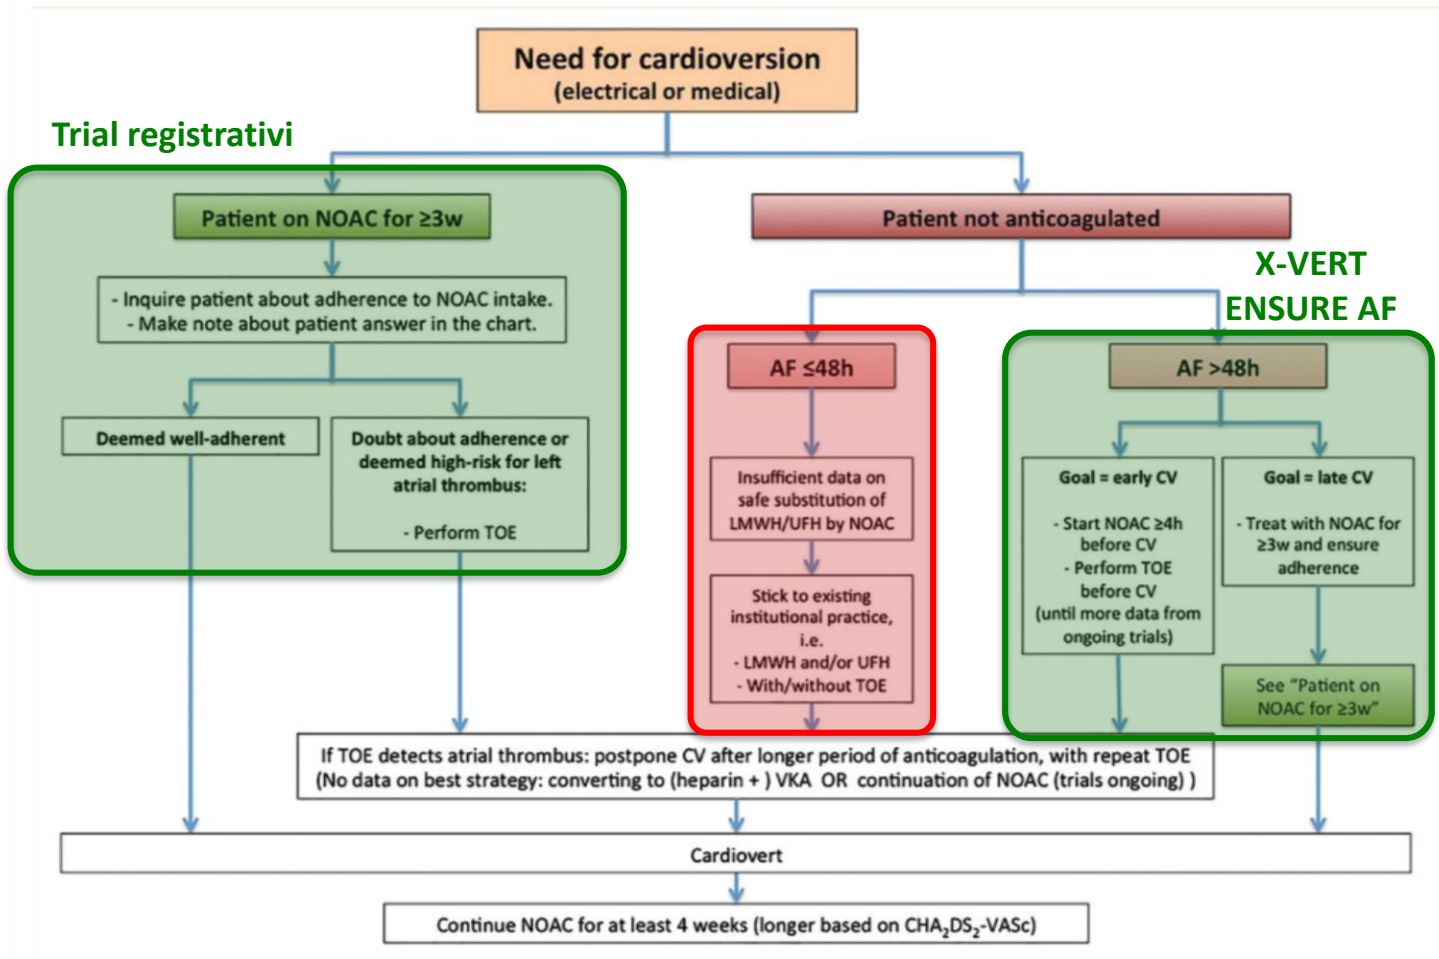 Need for cardioversion
(electrical or medical)
Trial registrativi
Patient on NOAC for ≥3w
- Inquire patient about adherence to NOAC intake.
- Make note about patient answer in the chart.
Deemed well-adherent
Doubt about adherence or
deemed high-risk for left
atrial thrombus:
- Perform TOE
Patient not anticoagulated
X-VERT
ENSURE AF
AF ≤48h
Insufficient data on
safe substitution of
LMWH/UFH by NOAC
Stick to existing
institutional practice,
i.e.
- LMWH and/or UFH
- With/without TOE
AF >48h
Goal = early CV
- Start NOAC ≥4h
before CV
- Perform TOE
before CV
(until more data from
ongoing trials)
Goal = late CV
- Treat with NOAC for
≥3w and ensure
adherence
See "Patient on
NOAC for ≥3w"
If TOE detects atrial thrombus: postpone CV after longer period of anticoagulation, with repeat TOE
(No data on best strategy: converting to (heparin + ) VKA OR continuation of NOAC (trials ongoing) )
Cardiovert
Continue NOAC for at least 4 weeks (longer based on CHA₂DS₂-VASc)